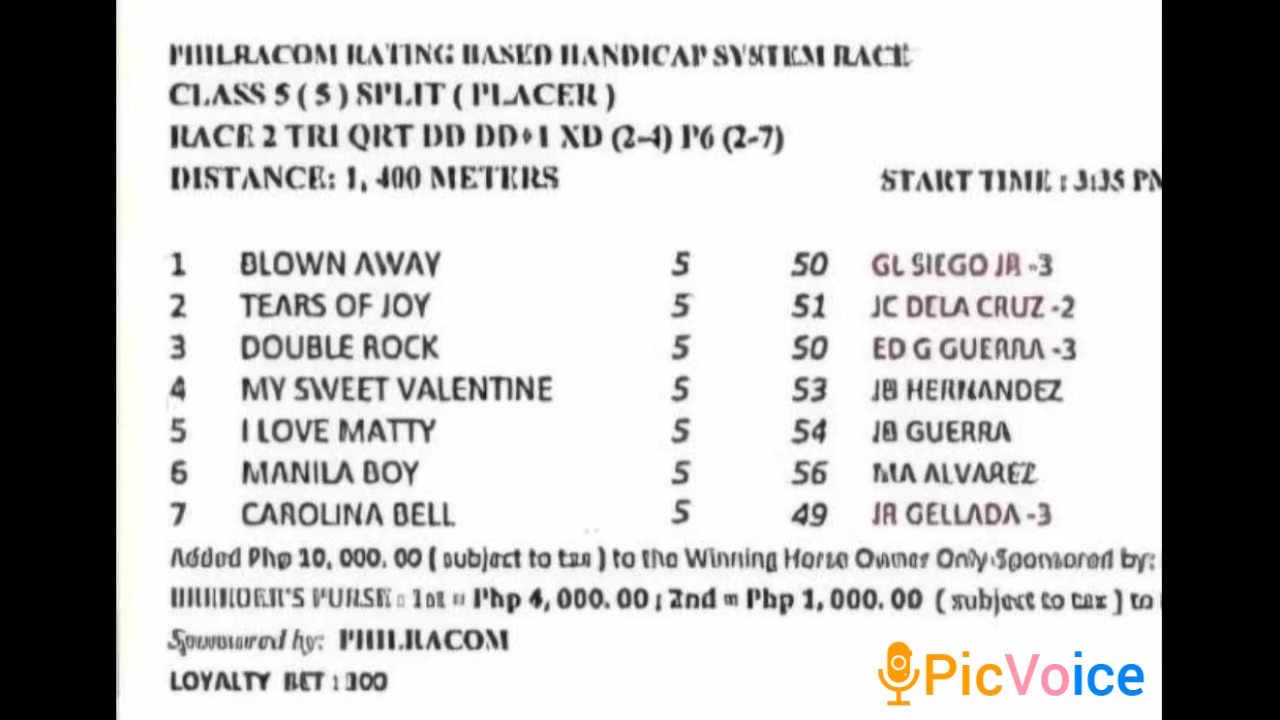 PHILRACOM RATING BASED HANDICAP SYSTEM RACE
CLASS 5 ( 5 ) SPLIT ( PLACER )
RACE 2 TRI QRT DD DD+1 XD (2-4) P6 (2-7)
DISTANCE: 1, 400 METERS START TIME : 3:35 PM
1 BLOWN AWAY 5 50 GL SIEGO JR -3
2 TEARS OF JOY 5 51 JC DELA CRUZ -2
3 DOUBLE ROCK 5 50 ED G GUERRA -3
4 MY SWEET VALENTINE 5 53 JB HERNANDEZ
5 I LOVE MATTY 5 54 JB GUERRA
6 MANILA BOY 5 56 MA ALVAREZ
7 CAROLINA BELL 5 49 JR GELLADA -3
Added Php 10, 000. 00 ( subject to tax ) to the Winning Horse Owner Only Sponsored by:
BREEDER'S PURSE : 1st = Php 4, 000. 00 ; 2nd = Php 1, 000. 00 ( subject to tax ) to
Sponsored by: PHILRACOM
LOYALTY BET : 300
PicVoice